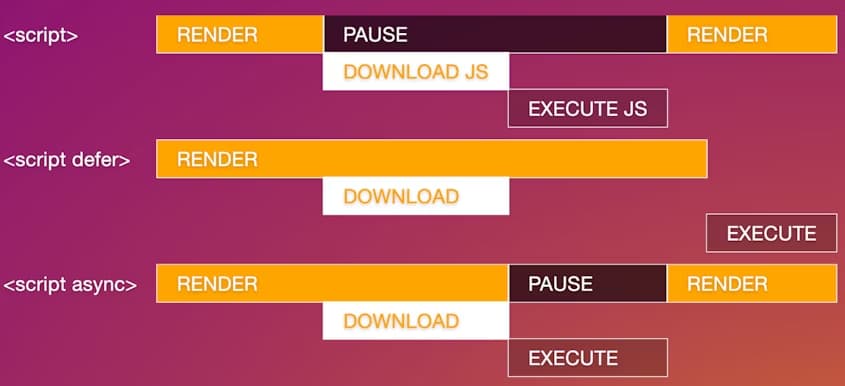 <script> RENDER PAUSE RENDER
DOWNLOAD JS
EXECUTE JS
<script defer> RENDER
DOWNLOAD
EXECUTE
<script async> RENDER PAUSE RENDER
DOWNLOAD
EXECUTE